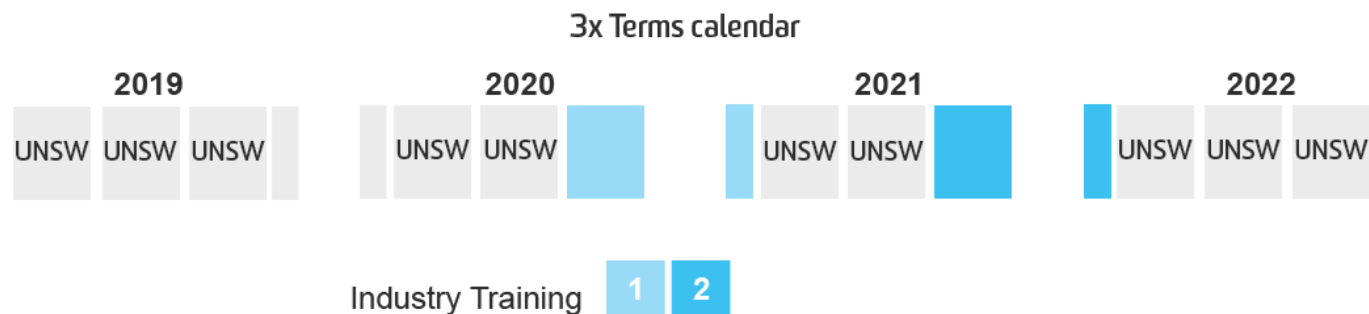 3x Terms calendar
2019 2020 2021 2022
UNSW UNSW UNSW UNSW UNSW UNSW UNSW UNSW UNSW UNSW
Industry Training 1 2